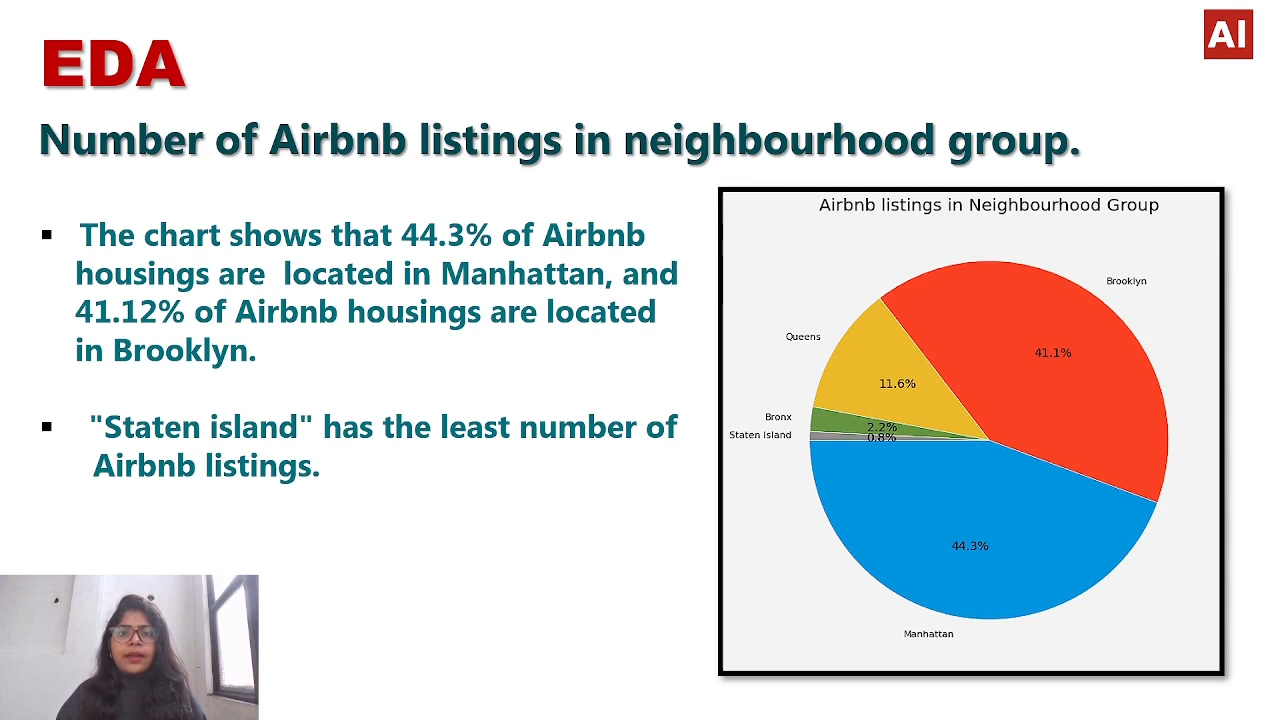 AI
EDA
Number of Airbnb listings in neighbourhood group.
▪ The chart shows that 44.3% of Airbnb
housings are located in Manhattan, and
41.12% of Airbnb housings are located
in Brooklyn.
▪ "Staten island" has the least number of
Airbnb listings.
Airbnb listings in Neighbourhood Group
Brooklyn
Queens
41.1%
11.6%
Bronx
2.2%
Staten Island
0.8%
44.3%
Manhattan